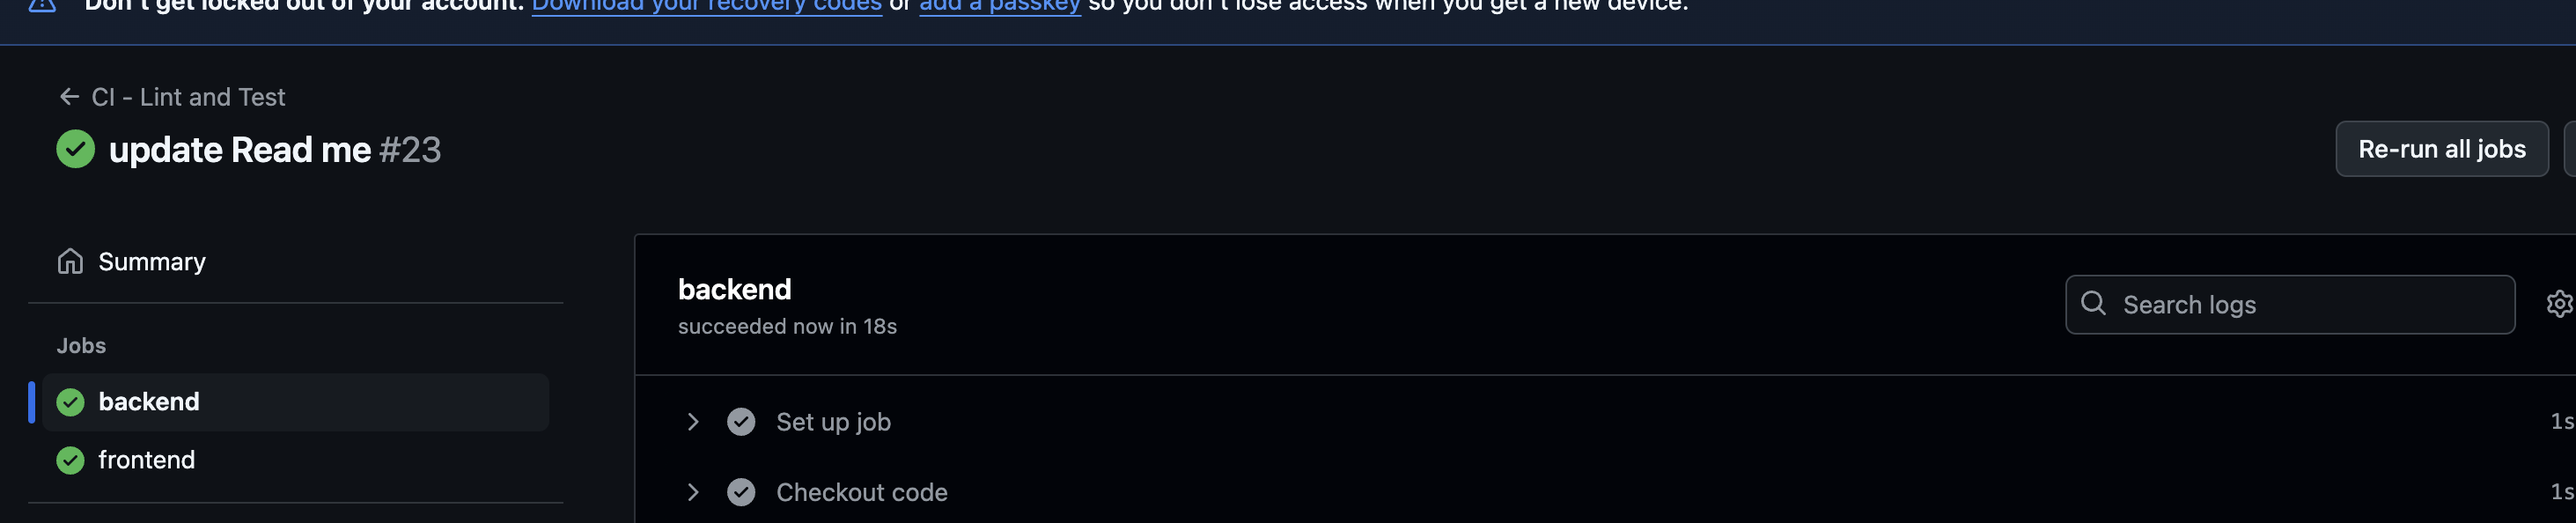 Don't get locked out of your account. Download your recovery codes or add a passkey so you don't lose access when you get a new device.
CI - Lint and Test
update Read me #23
Re-run all jobs
Summary
Jobs
backend
frontend
backend
succeeded now in 18s
Search logs
Set up job
1s
Checkout code
1s